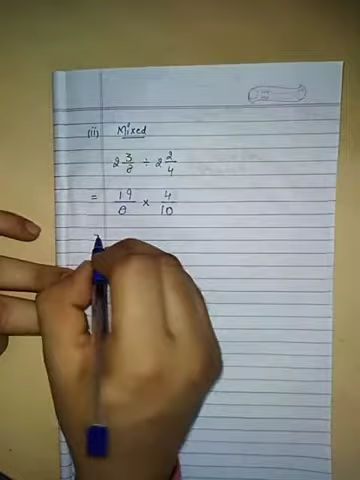 (ii) Mixed
2 3/8 ÷ 2 2/4
= 19/8 × 4/10